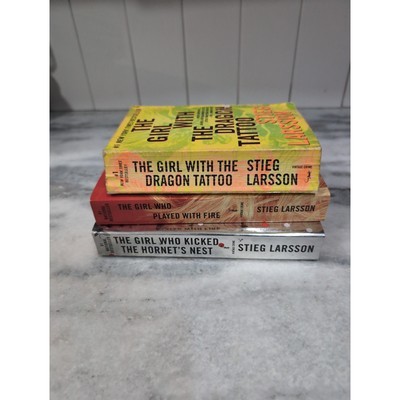 THE
GIRL
WITH
THE
DRAGON
TATTOO
STIEG
LARSSON
THE GIRL WITH THE
DRAGON TATTOO
STIEG
LARSSON
THE GIRL WHO
PLAYED WITH FIRE
STIEG LARSSON
THE GIRL WHO KICKED
THE HORNET'S NEST
STIEG LARSSON